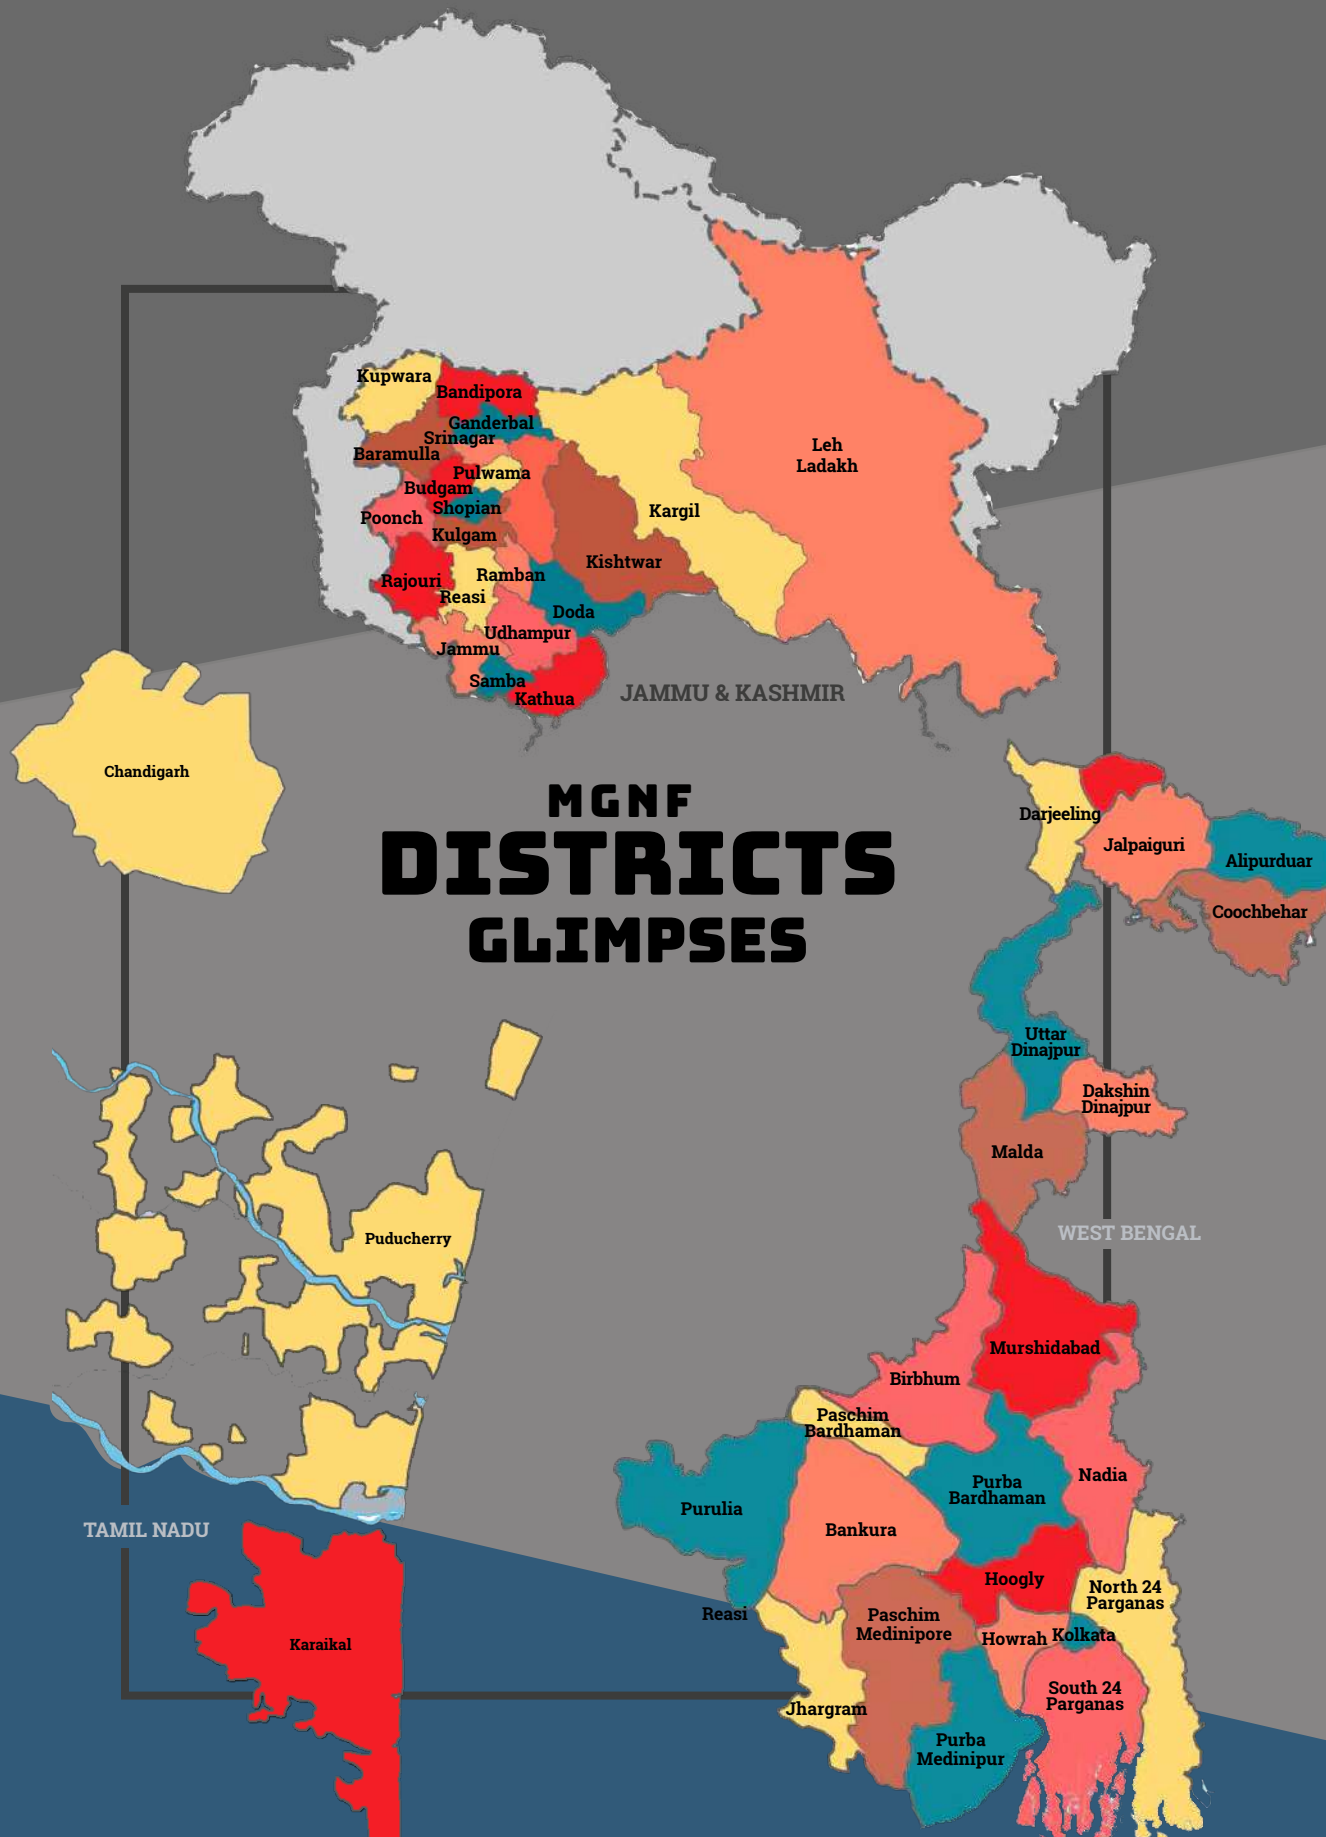 Kupwara
Bandipora
Ganderbal
Srinagar
Baramulla
Pulwama
Budgam
Shopian
Poonch
Kulgam
Leh
Ladakh
Kargil
Kishtwar
Ramban
Rajouri
Reasi
Doda
Udhampur
Jammu
Samba
Kathua
JAMMU & KASHMIR
Chandigarh
MGNF
DISTRICTS
GLIMPSES
Darjeeling
Jalpaiguri
Alipurduar
Coochbehar
Uttar
Dinajpur
Dakshin
Dinajpur
Malda
WEST BENGAL
Puducherry
Murshidabad
Birbhum
Paschim
Bardhaman
Purba
Bardhaman
Nadia
Purulia
Bankura
TAMIL NADU
Hoogly
North 24
Parganas
Reasi
Paschim
Medinipore
Howrah
Kolkata
Karaikal
South 24
Parganas
Jhargram
Purba
Medinipur